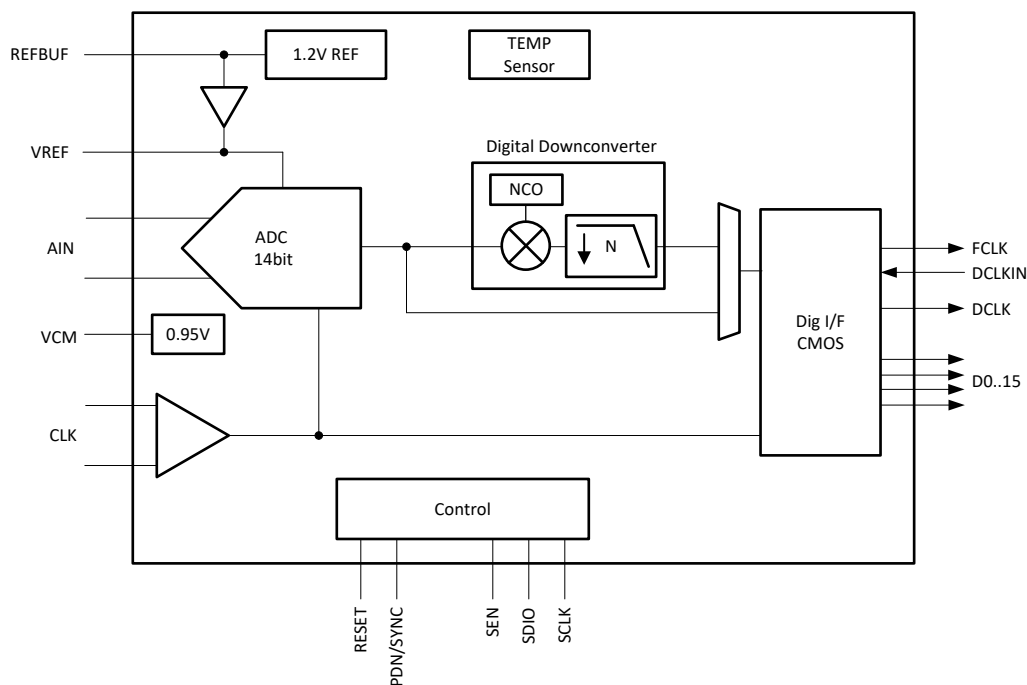 REFBUF
1.2V REF
TEMP
Sensor
VREF
Digital Downconverter
NCO
AIN
ADC
14bit
N
FCLK
DCLKIN
VCM
0.95V
DCLK
Dig I/F
CMOS
D0..15
CLK
Control
RESET
PDN/SYNC
SEN
SDIO
SCLK